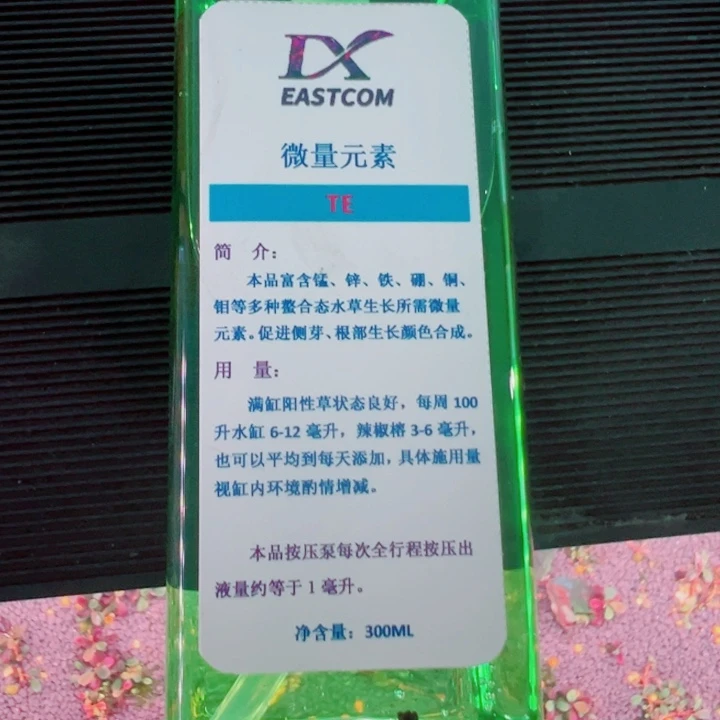 DX
EASTCOM
微量元素
TE
简 介：
本品富含锰、锌、铁、硼、铜、
钼等多种螯合态水草生长所需微量
元素。促进侧芽、根部生长颜色合成。
用 量：
满缸阳性草状态良好，每周 100
升水缸 6-12 毫升，辣椒榕 3-6 毫升，
也可以平均到每天添加，具体施用量
视缸内环境酌情增减。
本品按压泵每次全行程按压出
液量约等于 1 毫升。
净含量：300ML